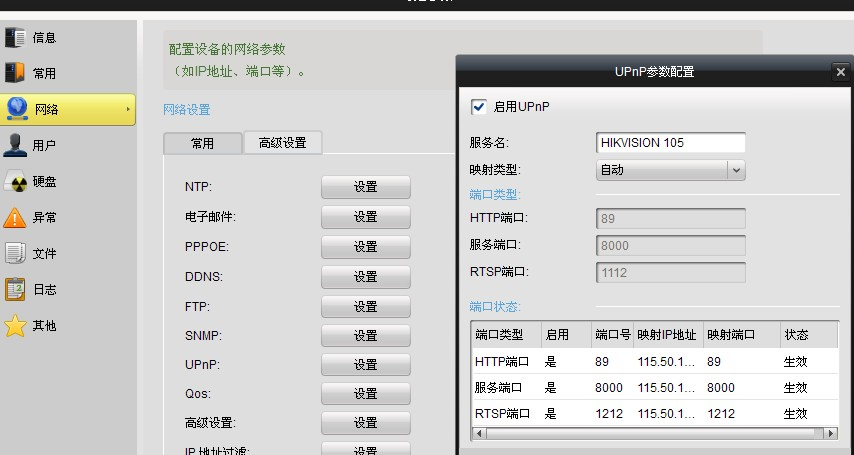 信息
常用
网络
用户
硬盘
异常
文件
日志
其他
配置设备的网络参数
（如IP地址、端口等）。
网络设置
常用 高级设置
NTP: 设置
电子邮件: 设置
PPPOE: 设置
DDNS: 设置
FTP: 设置
SNMP: 设置
UPnP: 设置
Qos: 设置
高级设置: 设置
IP 地址过滤: 设置
UPnP参数配置
启用UPnP
服务名: HIKVISION 105
映射类型: 自动
端口类型:
HTTP端口: 89
服务端口: 8000
RTSP端口: 1112
端口状态:
端口类型 启用 端口号 映射IP地址 映射端口 状态
HTTP端口 是 89 115.50.1... 89 生效
服务端口 是 8000 115.50.1... 8000 生效
RTSP端口 是 1212 115.50.1... 1212 生效